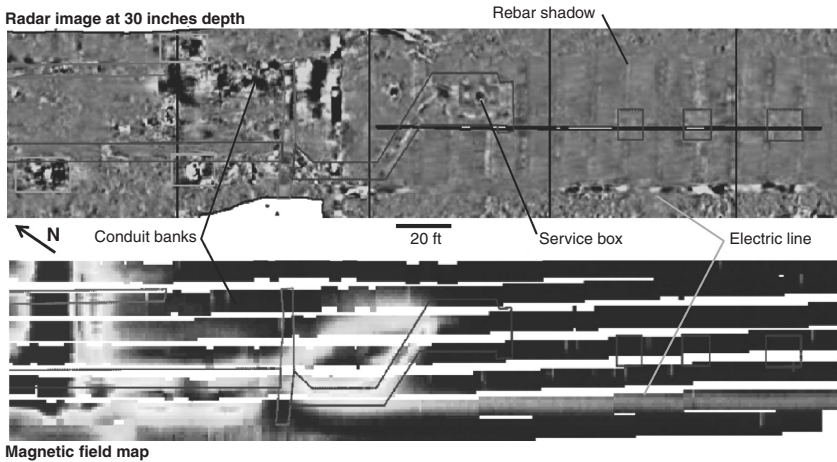 Radar image at 30 inches depth
Rebar shadow
N
Conduit banks
20 ft
Service box
Electric line
Magnetic field map